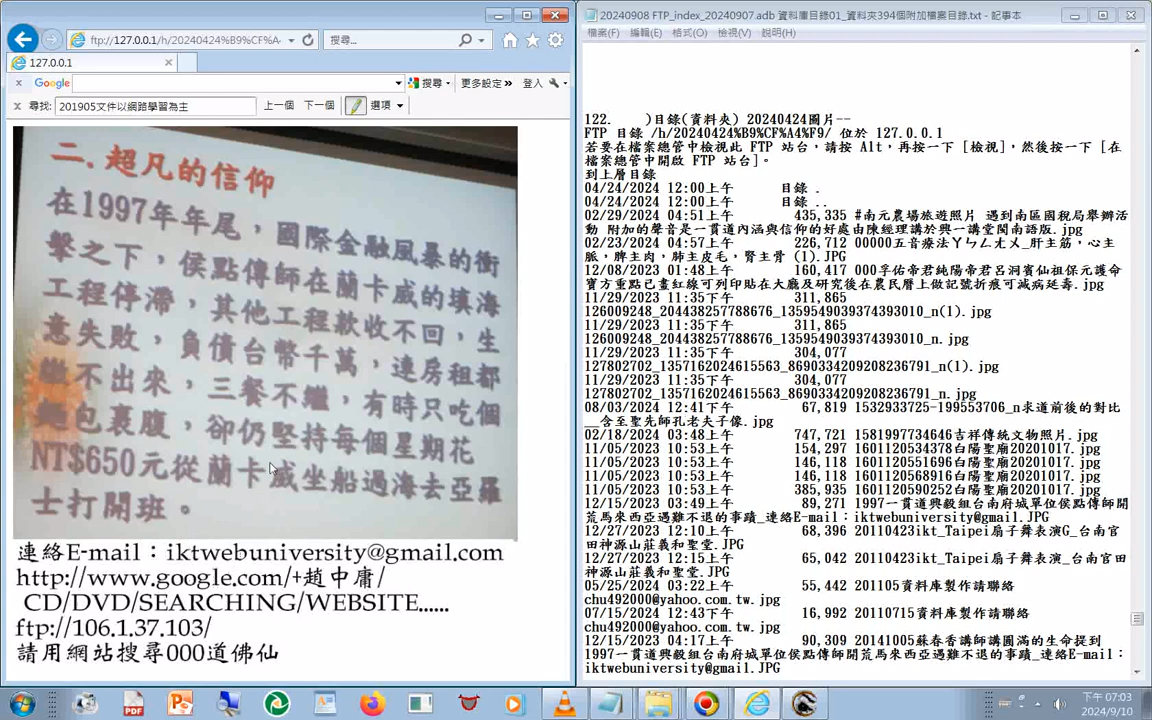 ftp://127.0.0.1/h/20240424%B9%CF%A4
搜尋...
127.0.0.1
Google
搜尋
更多設定 »
登入
尋找: 201905文件以網路學習為主
上一個
下一個
選項
二.超凡的信仰
在1997年年尾，國際金融風暴的衝
擊之下，侯點傳師在蘭卡威的填海
工程停滯，其他工程款收不回，生
意失敗，負債台幣千萬，連房租都
繳不出來，三餐不繼，有時只吃個
麵包裹腹，卻仍堅持每個星期花
NT$650元從蘭卡威坐船過海去亞羅
士打開班。
連絡E-mail：iktwebuniversity@gmail.com
http://www.google.com/+趙中庸/
CD/DVD/SEARCHING/WEBSITE......
ftp://106.1.37.103/
請用網站搜尋000道佛仙
20240908 FTP_index_20240907.adb 資料庫目錄01_資料夾394個附加檔案目錄.txt - 記事本
檔案(F) 編輯(E) 格式(O) 檢視(V) 說明(H)
122. )目錄(資料夾) 20240424圖片--
FTP 目錄 /h/20240424%B9%CF%A4%F9/ 位於 127.0.0.1
若要在檔案總管中檢視此 FTP 站台，請按 Alt，再按一下 [檢視]，然後按一下 [在
檔案總管中開啟 FTP 站台]。
到上層目錄
04/24/2024 12:00上午 目錄 .
04/24/2024 12:00上午 目錄 ..
02/29/2024 04:51上午 435,335 #南元農場旅遊照片 遇到南區國稅局舉辦活
動 附加的聲音是一貫道內涵與信仰的好處由陳經理講於興一講堂閩南語版.jpg
02/23/2024 04:57上午 226,712 00000五音療法ㄚㄣㄥㄤㄨ_肝主筋，心主
脈，脾主肉，肺主皮毛，腎主骨 (1).JPG
12/08/2023 01:48上午 160,417 000孚佑帝君純陽帝君呂洞賓仙祖保元護命
寶方重點已畫紅線可列印貼在大廳及研究後在農民曆上做記號折痕可減病延壽.jpg
11/29/2023 11:35下午 311,865
126009248_204438257788676_1359549039374393010_n(1).jpg
11/29/2023 11:35下午 311,865
126009248_204438257788676_1359549039374393010_n.jpg
11/29/2023 11:35下午 304,077
127802702_1357162024615563_8690334209208236791_n(1).jpg
11/29/2023 11:35下午 304,077
127802702_1357162024615563_8690334209208236791_n.jpg
08/03/2024 12:41下午 67,819 1532933725-199553706_n求道前後的對比
__含至聖先師孔老夫子像.jpg
02/18/2024 03:48上午 747,721 1581997734646吉祥傳統文物照片.jpg
11/05/2023 10:53上午 154,297 1601120534378白陽聖廟20201017.jpg
11/05/2023 10:53上午 146,118 1601120551696白陽聖廟20201017.jpg
11/05/2023 10:53上午 146,118 1601120568916白陽聖廟20201017.jpg
11/05/2023 10:53上午 385,935 1601120590252白陽聖廟20201017.jpg
12/15/2023 03:49上午 89,271 1997一貫道興毅組台南府城單位侯點傳師開
荒馬來西亞遇難不退的事蹟_連絡E-mail：iktwebuniversity@gmail.JPG
12/27/2023 12:10上午 68,396 20110423ikt_Taipei扇子舞表演G_台南官
田神源山莊義和聖堂.JPG
12/27/2023 12:15上午 65,042 20110423ikt_Taipei扇子舞表演_台南官田
神源山莊義和聖堂.JPG
05/25/2024 03:22上午 55,442 201105資料庫製作請聯絡
chu492000@yahoo.com.tw.jpg
07/15/2024 12:43下午 16,992 20110715資料庫製作請聯絡
chu492000@yahoo.com.tw.jpg
12/15/2023 04:17上午 90,309 20141005蘇春香講師講圓滿的生命提到
1997一貫道興毅組台南府城單位侯點傳師開荒馬來西亞遇難不退的事蹟_連絡E-mail：
iktwebuniversity@gmail.JPG
下午 07:03
2024/9/10